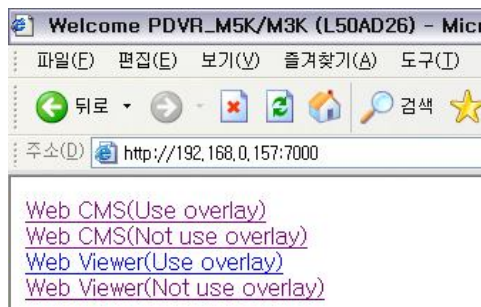 Welcome PDVR_M5K/M3K (L50AD26) - Micr
파일(F) 편집(E) 보기(V) 즐겨찾기(A) 도구(T)
뒤로 검색
주소(D) http://192,168,0,157:7000
Web CMS(Use overlay)
Web CMS(Not use overlay)
Web Viewer(Use overlay)
Web Viewer(Not use overlay)